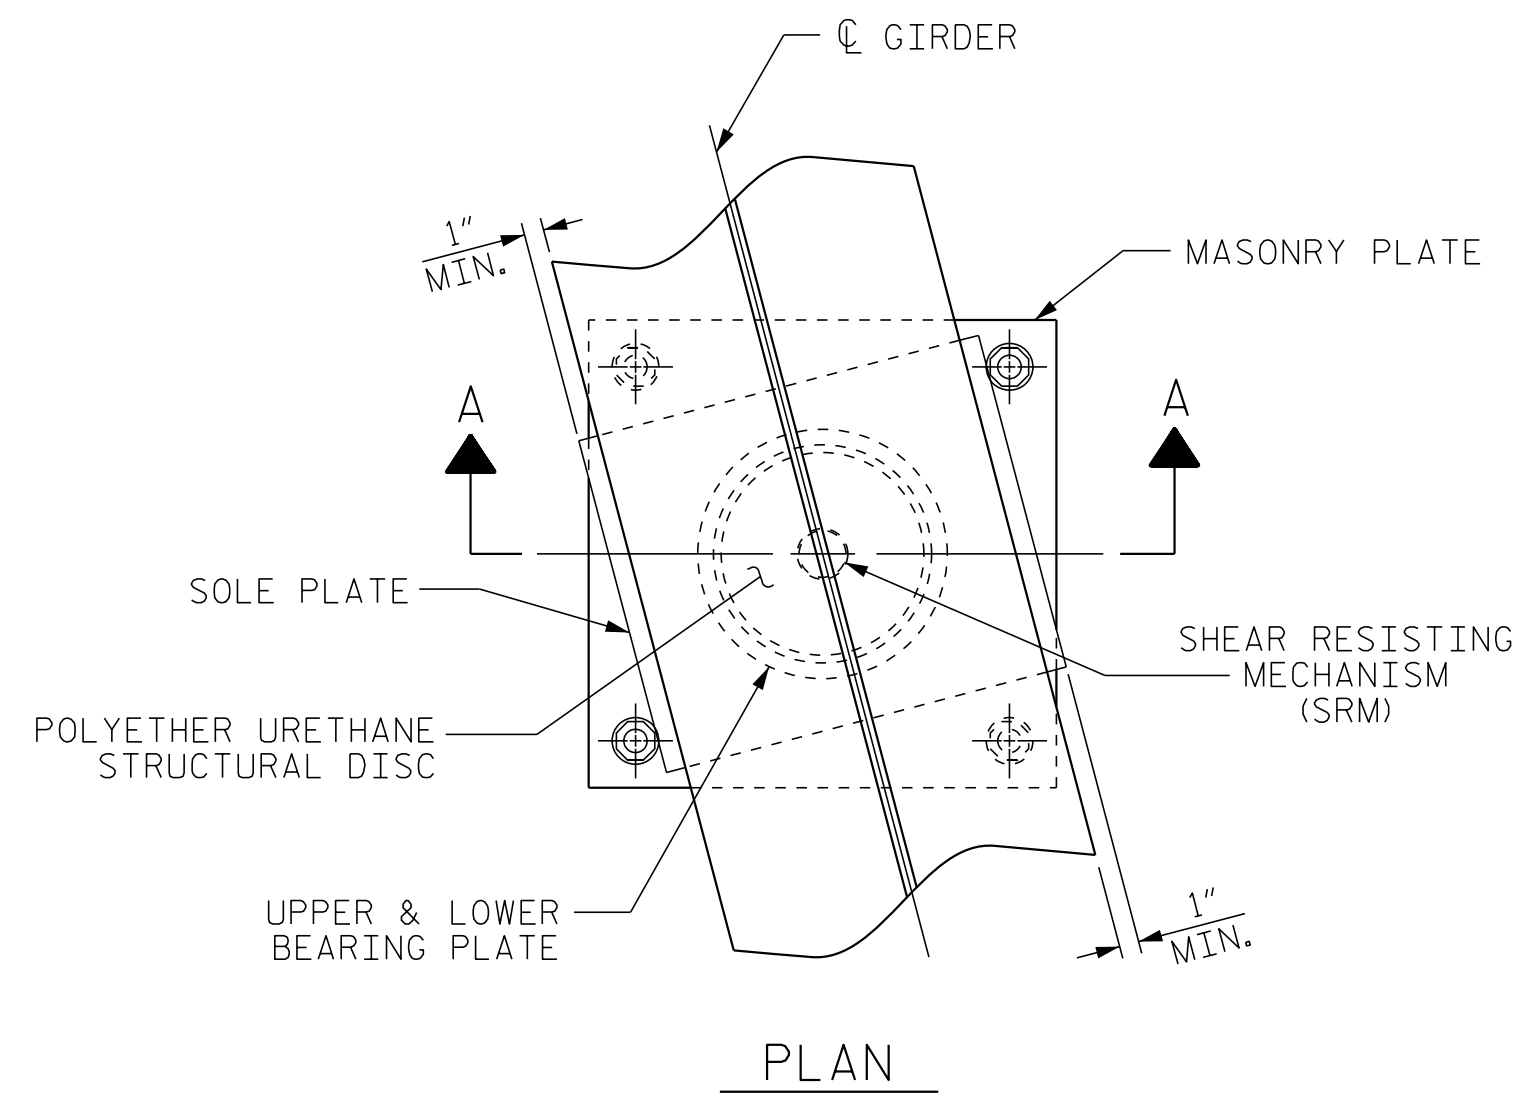 ℄ GIRDER
1"
MIN.
MASONRY PLATE
A
A
SOLE PLATE
SHEAR RESISTING
MECHANISM
(SRM)
POLYETHER URETHANE
STRUCTURAL DISC
UPPER & LOWER
BEARING PLATE
1"
MIN.
PLAN